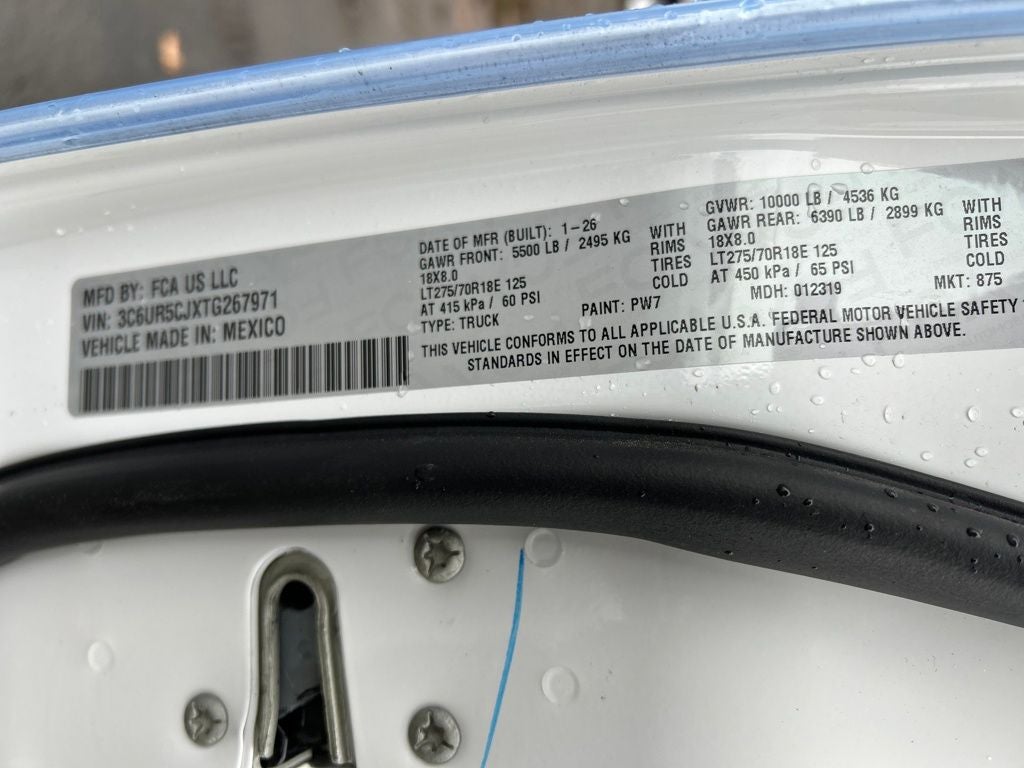 MFD BY: FCA US LLC
VIN: 3C6UR5CJXTG267971
VEHICLE MADE IN: MEXICO
DATE OF MFR (BUILT): 1-26
GAWR FRONT: 5500 LB / 2495 KG WITH
18X8.0 RIMS
LT275/70R18E 125 TIRES
AT 415 kPa / 60 PSI COLD
TYPE: TRUCK PAINT: PW7
GVWR: 10000 LB / 4536 KG
GAWR REAR: 6390 LB / 2899 KG WITH
18X8.0 RIMS
LT275/70R18E 125 TIRES
AT 450 kPa / 65 PSI COLD
MDH: 012319 MKT: 875
THIS VEHICLE CONFORMS TO ALL APPLICABLE U.S.A. FEDERAL MOTOR VEHICLE SAFETY
STANDARDS IN EFFECT ON THE DATE OF MANUFACTURE SHOWN ABOVE.